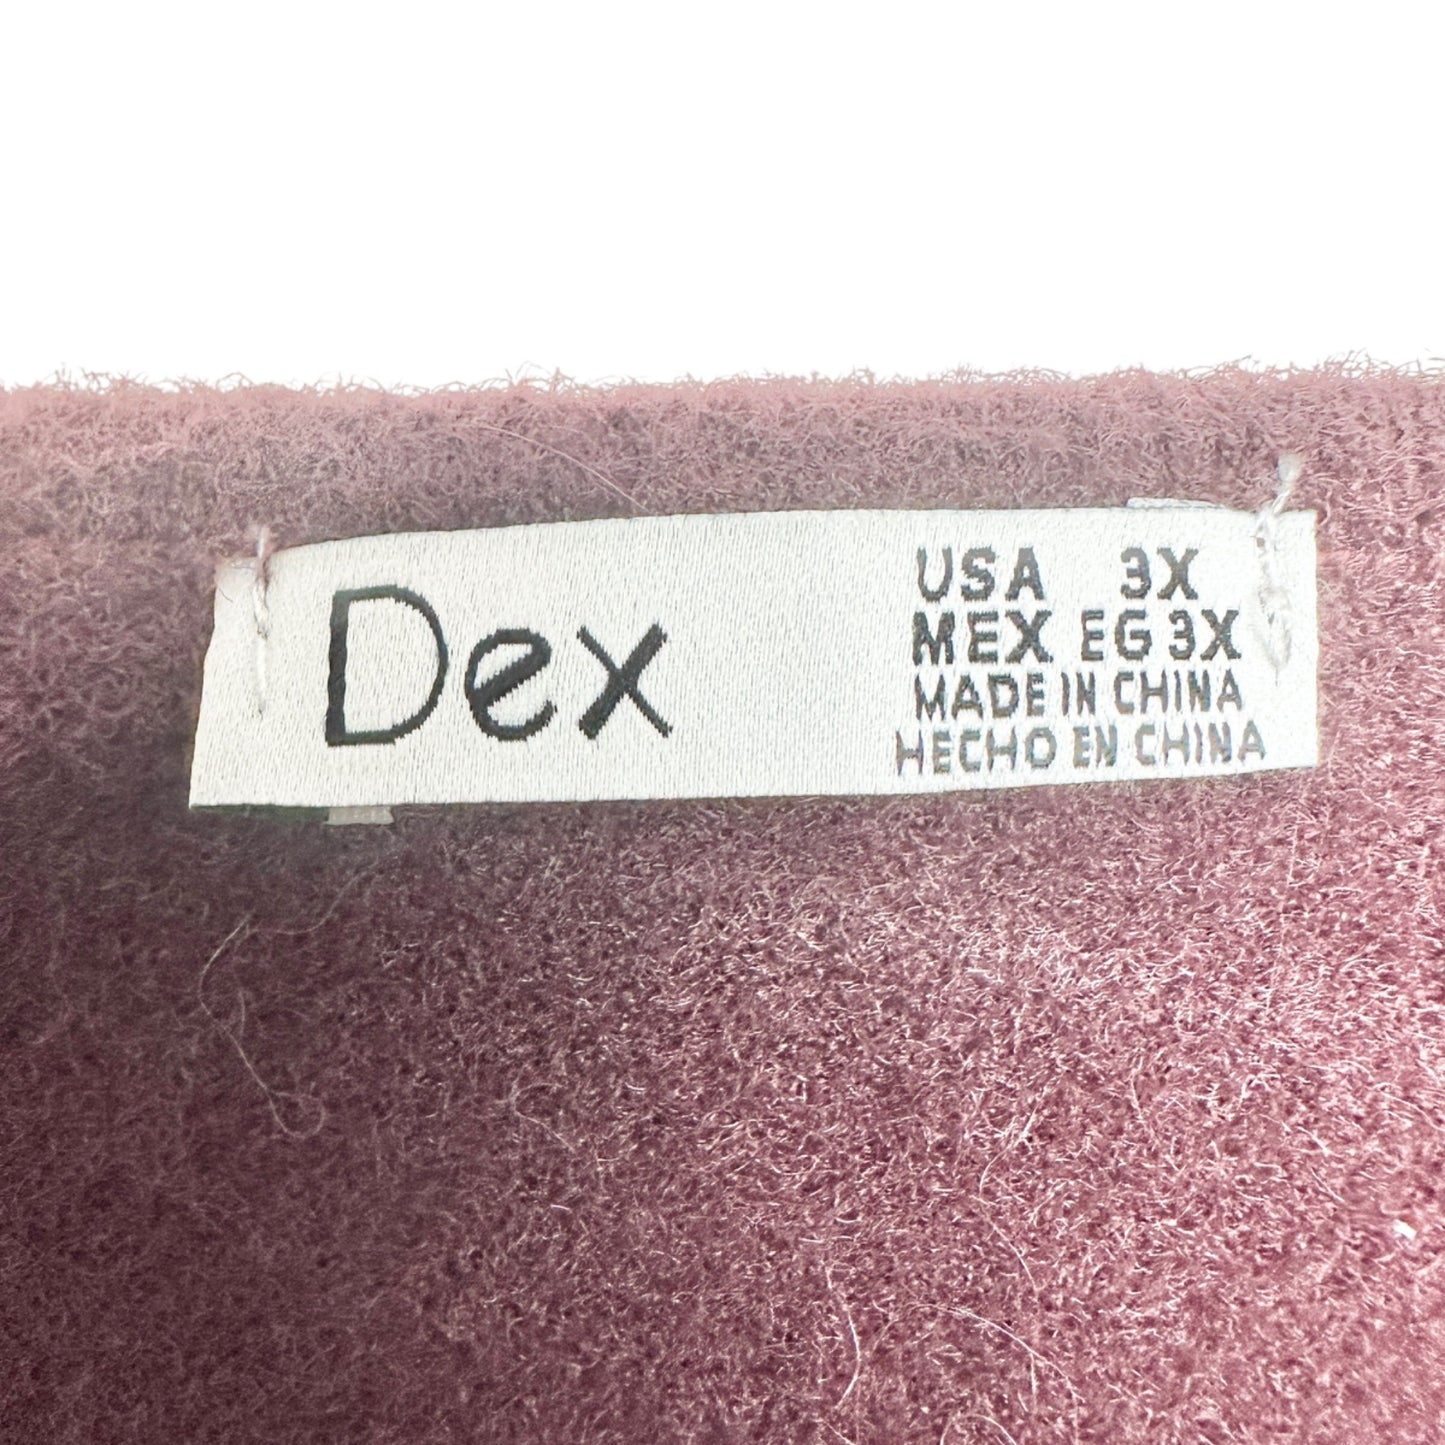 Dex
USA 3X
MEX EG 3X
MADE IN CHINA
HECHO EN CHINA